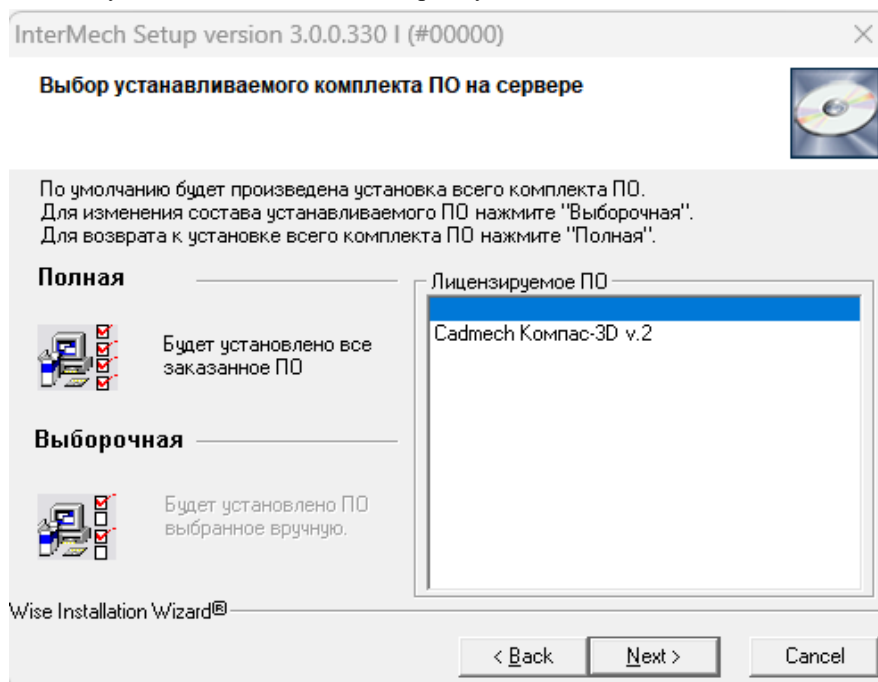 InterMech Setup version 3.0.0.330 I (#00000)
Выбор устанавливаемого комплекта ПО на сервере
По умолчанию будет произведена установка всего комплекта ПО.
Для изменения состава устанавливаемого ПО нажмите "Выборочная".
Для возврата к установке всего комплекта ПО нажмите "Полная".
Полная
Будет установлено все
заказанное ПО
Выборочная
Будет установлено ПО
выбранное вручную.
Лицензируемое ПО
Cadmech Компас-3D v.2
Wise Installation Wizard®
< Back
Next >
Cancel